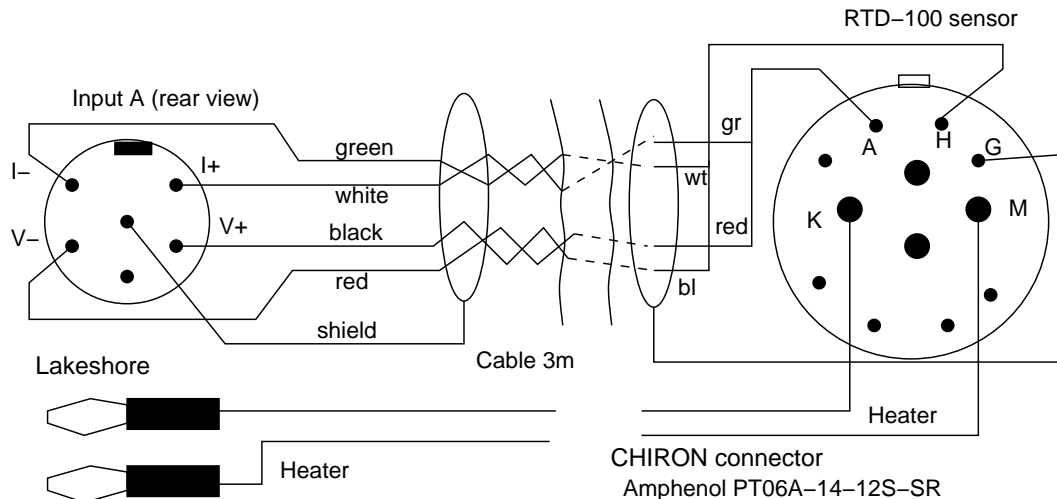 RTD−100 sensor
Input A (rear view)
green
gr
I−
I+
A
H
G
wt
white
K
M
V−
V+
black
red
red
bl
shield
Cable 3m
Lakeshore
Heater
Heater
CHIRON connector
Amphenol PT06A−14−12S−SR